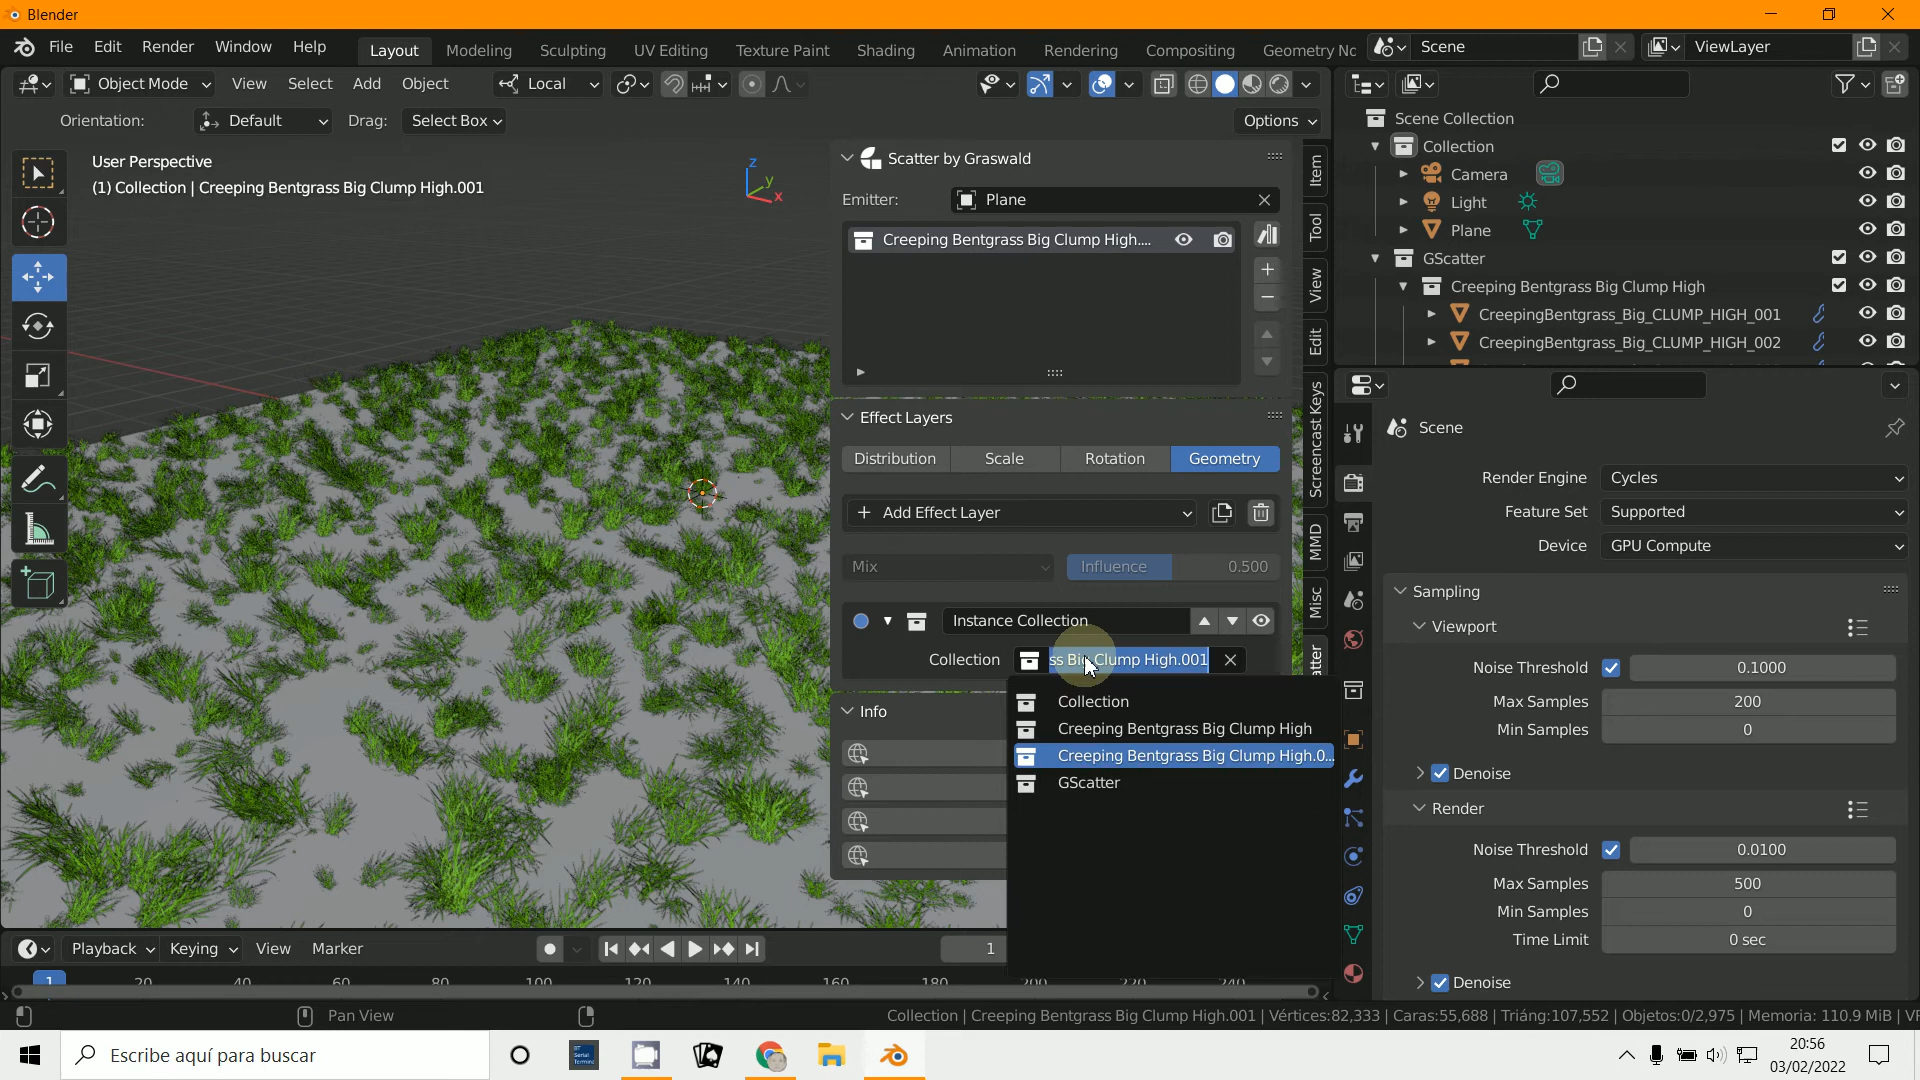 Blender
File Edit Render Window Help
Layout Modeling Sculpting UV Editing Texture Paint Shading Animation Rendering Compositing Geometry Nc
Scene
ViewLayer
Object Mode View Select Add Object
Local
Orientation: Default Drag: Select Box
Options
User Perspective
(1) Collection | Creeping Bentgrass Big Clump High.001
z
y
x
Scatter by Graswald
Emitter: Plane
Creeping Bentgrass Big Clump High....
Effect Layers
Distribution Scale Rotation Geometry
Add Effect Layer
Mix
Influence 0.500
Instance Collection
Collection ss Big Clump High.001
Collection
Creeping Bentgrass Big Clump High
Creeping Bentgrass Big Clump High.0...
GScatter
Info
Item
Tool
View
Edit
Screencast Keys
MMD
Misc
atter
Scene Collection
Collection
Camera
Light
Plane
GScatter
Creeping Bentgrass Big Clump High
CreepingBentgrass_Big_CLUMP_HIGH_001
CreepingBentgrass_Big_CLUMP_HIGH_002
Scene
Render Engine Cycles
Feature Set Supported
Device GPU Compute
Sampling
Viewport
Noise Threshold 0.1000
Max Samples 200
Min Samples 0
Denoise
Render
Noise Threshold 0.0100
Max Samples 500
Min Samples 0
Time Limit 0 sec
Denoise
Playback Keying View Marker
1
1 20 40 60 80 100 120 140 160 180 200 220 240
Pan View
Collection | Creeping Bentgrass Big Clump High.001 | Vértices:82,333 | Caras:55,688 | Triáng:107,552 | Objetos:0/2,975 | Memoria: 110.9 MiB | VF
Escribe aquí para buscar
20:56
03/02/2022